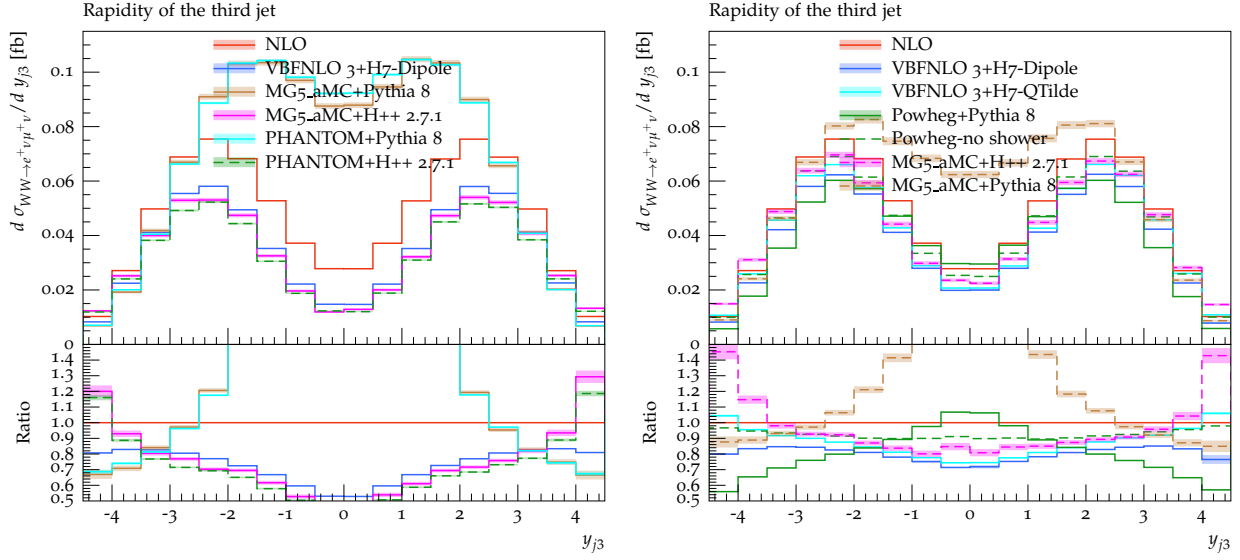 Rapidity of the third jet
NLO
VBFNLO 3+H7-Dipole
MG5_aMC+Pythia 8
MG5_aMC+H++ 2.7.1
PHANTOM+Pythia 8
PHANTOM+H++ 2.7.1
0.1
0.08
0.06
0.04
0.02
0
d σ_{WW→e⁺νμ⁺ν}/d y_{j3} [fb]
1.4
1.3
1.2
1.1
1.0
0.9
0.8
0.7
0.6
0.5
Ratio
-4 -3 -2 -1 0 1 2 3 4
y_{j3}
Rapidity of the third jet
NLO
VBFNLO 3+H7-Dipole
VBFNLO 3+H7-QTilde
Powheg+Pythia 8
Powheg-no shower
MG5_aMC+H++ 2.7.1
MG5_aMC+Pythia 8
0.1
0.08
0.06
0.04
0.02
0
d σ_{WW→e⁺νμ⁺ν}/d y_{j3} [fb]
1.4
1.3
1.2
1.1
1.0
0.9
0.8
0.7
0.6
0.5
Ratio
-4 -3 -2 -1 0 1 2 3 4
y_{j3}